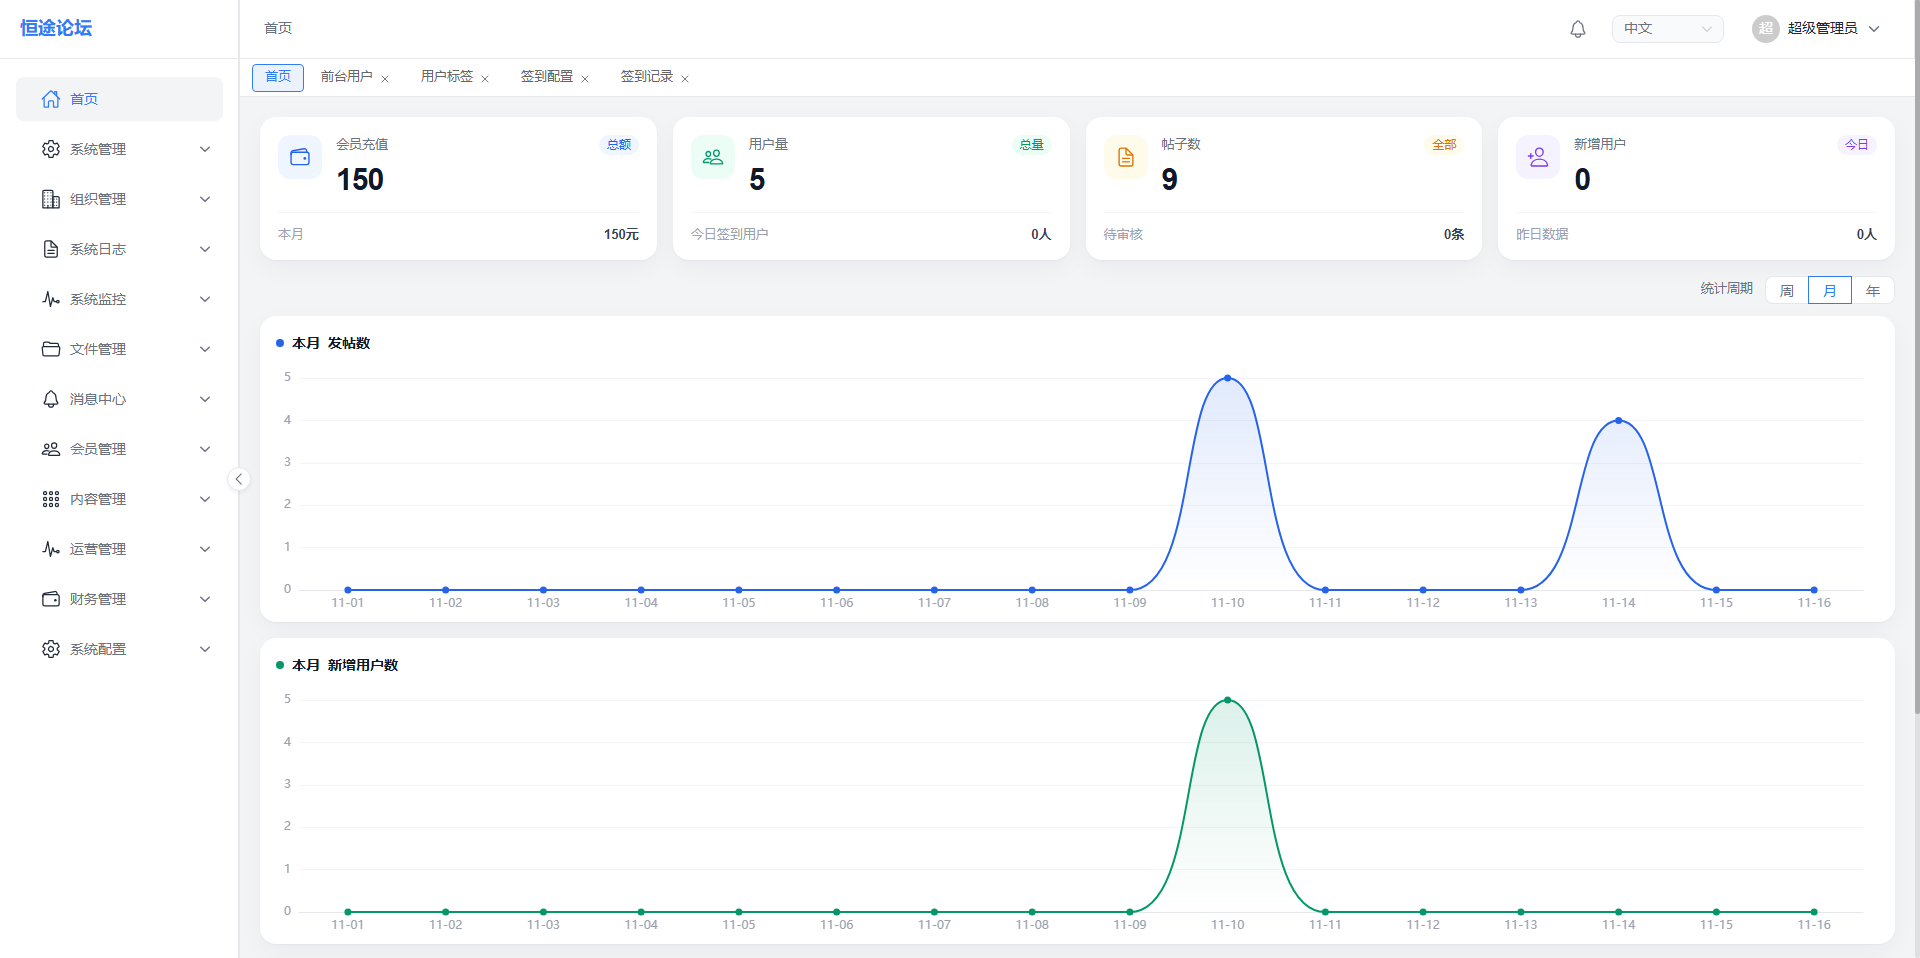 恒途论坛
首页
中文
超
超级管理员
首页
前台用户
用户标签
签到配置
签到记录
首页
系统管理
组织管理
系统日志
系统监控
文件管理
消息中心
会员管理
内容管理
运营管理
财务管理
系统配置
会员充值
总额
150
本月
150元
用户量
总量
5
今日签到用户
0人
帖子数
全部
9
待审核
0条
新增用户
今日
0
昨日数据
0人
统计周期
周
月
年
本月 发帖数
5
4
3
2
1
0
11-01 11-02 11-03 11-04 11-05 11-06 11-07 11-08 11-09 11-10 11-11 11-12 11-13 11-14 11-15 11-16
本月 新增用户数
5
4
3
2
1
0
11-01 11-02 11-03 11-04 11-05 11-06 11-07 11-08 11-09 11-10 11-11 11-12 11-13 11-14 11-15 11-16